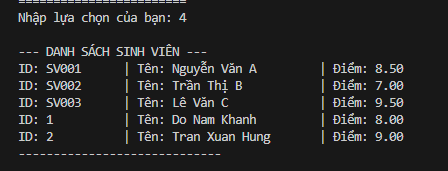 ========================
Nhập lựa chọn của bạn: 4
--- DANH SÁCH SINH VIÊN ---
ID: SV001 | Tên: Nguyễn Văn A | Điểm: 8.50
ID: SV002 | Tên: Trần Thị B | Điểm: 7.00
ID: SV003 | Tên: Lê Văn C | Điểm: 9.50
ID: 1 | Tên: Do Nam Khanh | Điểm: 8.00
ID: 2 | Tên: Tran Xuan Hung | Điểm: 9.00
-----------------------------